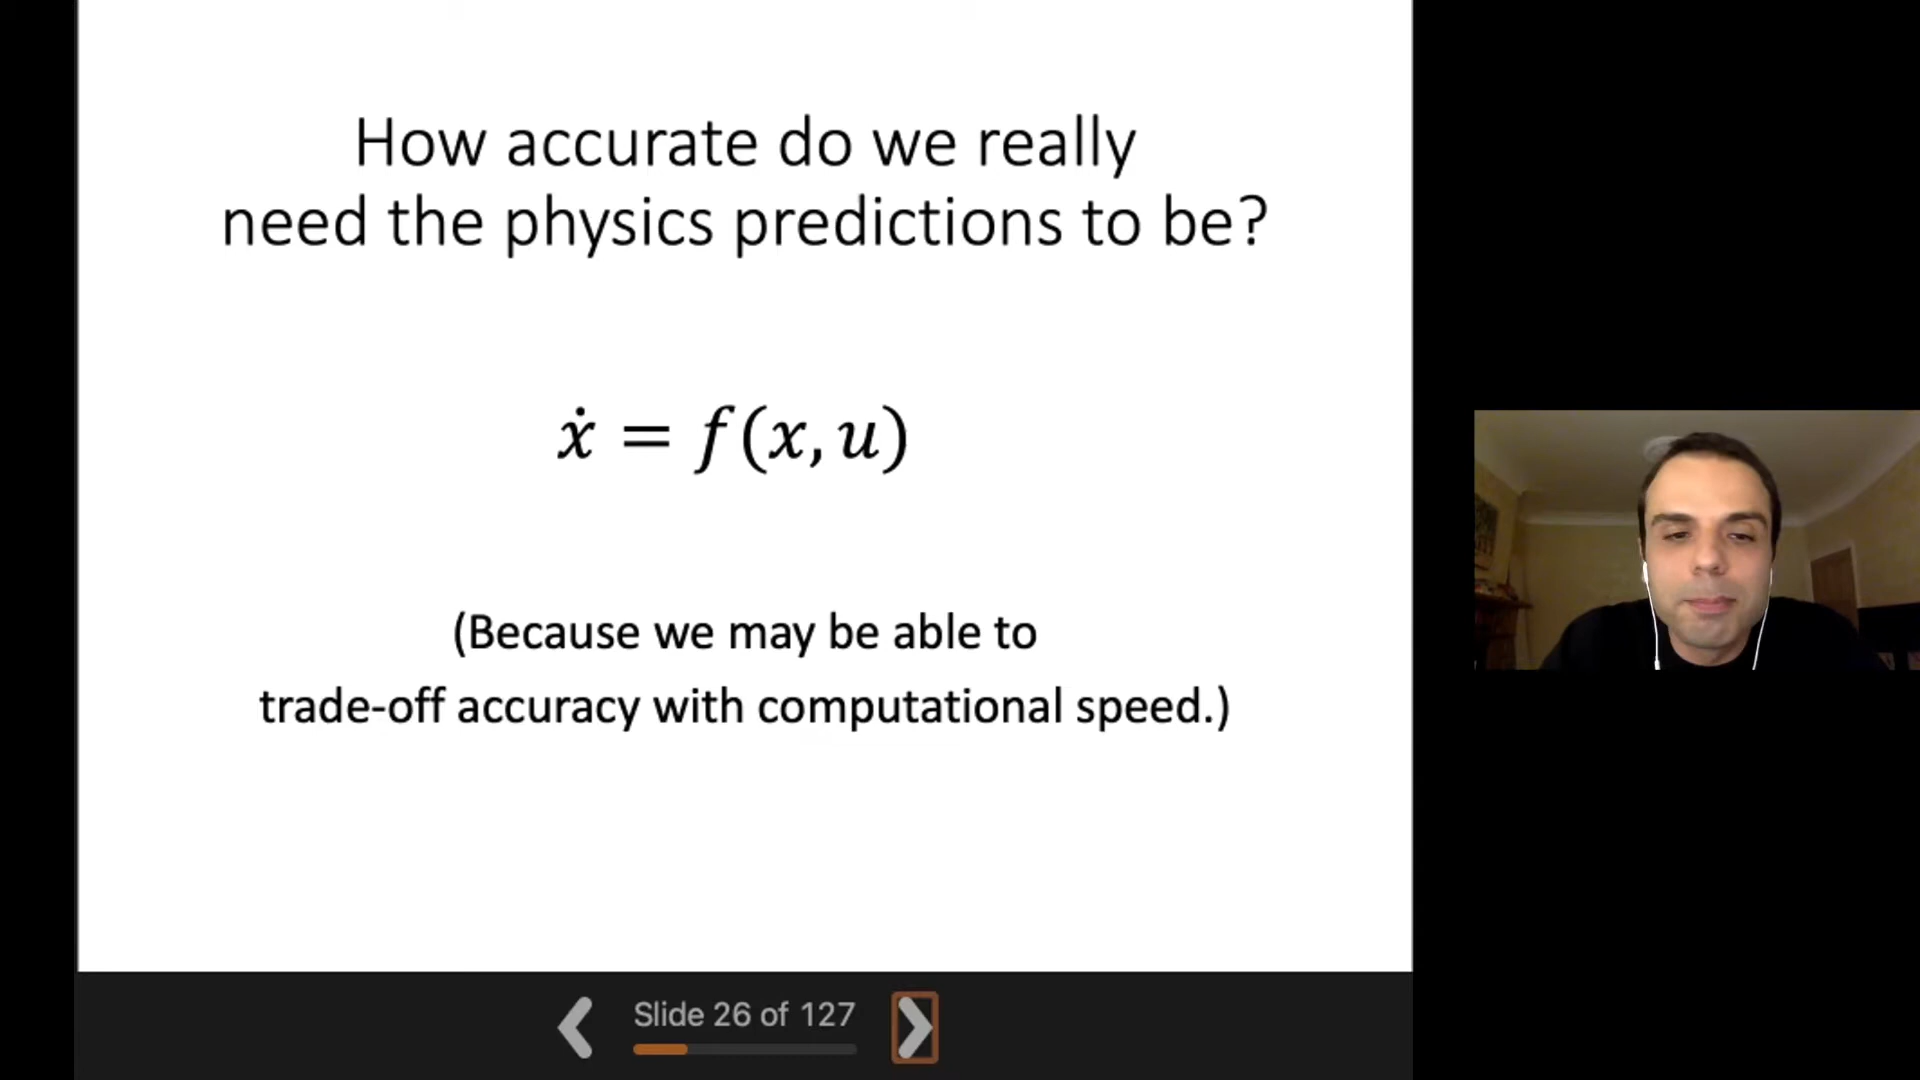 How accurate do we really
need the physics predictions to be?
ẋ = f(x, u)
(Because we may be able to
trade-off accuracy with computational speed.)
Slide 26 of 127